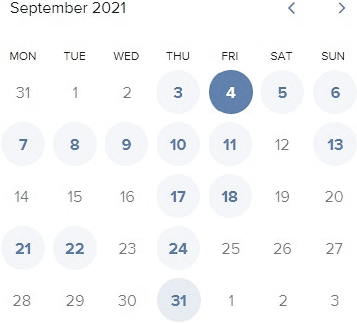 September 2021
MON TUE WED THU FRI SAT SUN
31 1 2 3 4 5 6
7 8 9 10 11 12 13
14 15 16 17 18 19 20
21 22 23 24 25 26 27
28 29 30 31 1 2 3